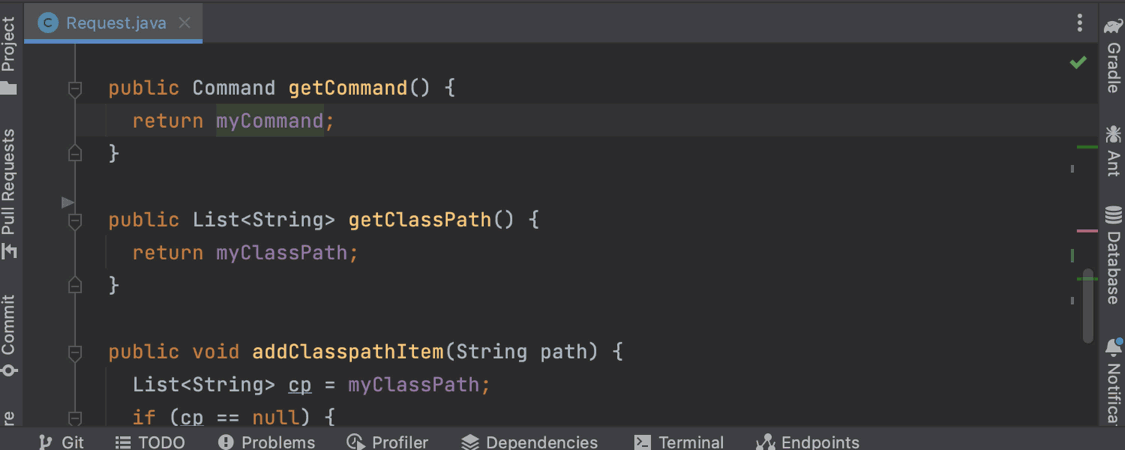 Request.java
Project
Pull Requests
Commit
re
public Command getCommand() {
return myCommand;
}
public List<String> getClassPath() {
return myClassPath;
}
public void addClasspathItem(String path) {
List<String> cp = myClassPath;
if (cp == null) {
Gradle
Ant
Database
Notifica
Git
TODO
Problems
Profiler
Dependencies
Terminal
Endpoints